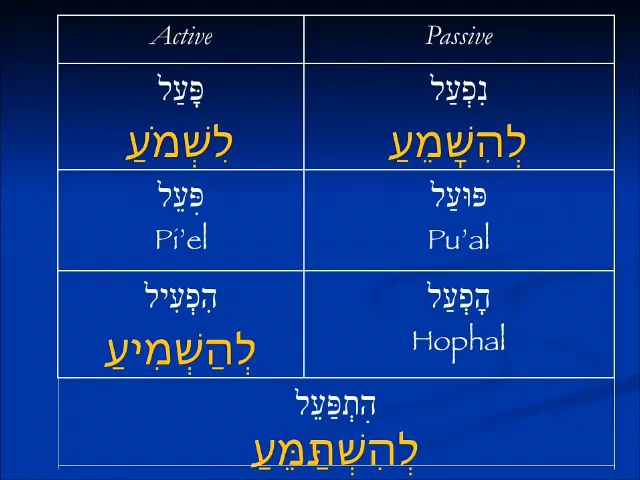 Active
Passive
פָּעַל
לִשְׁמֹעַ
נִפְעַל
לְהִשָׁמֵעַ
פִּעֵל
Pi’el
פּוּעַל
Pu’al
הִפְעִיל
לְהַשְׁמִיעַ
הָפְעַל
Hophal
הִתְפַּעֵל
לְהִשְׁתַּמֵּעַ